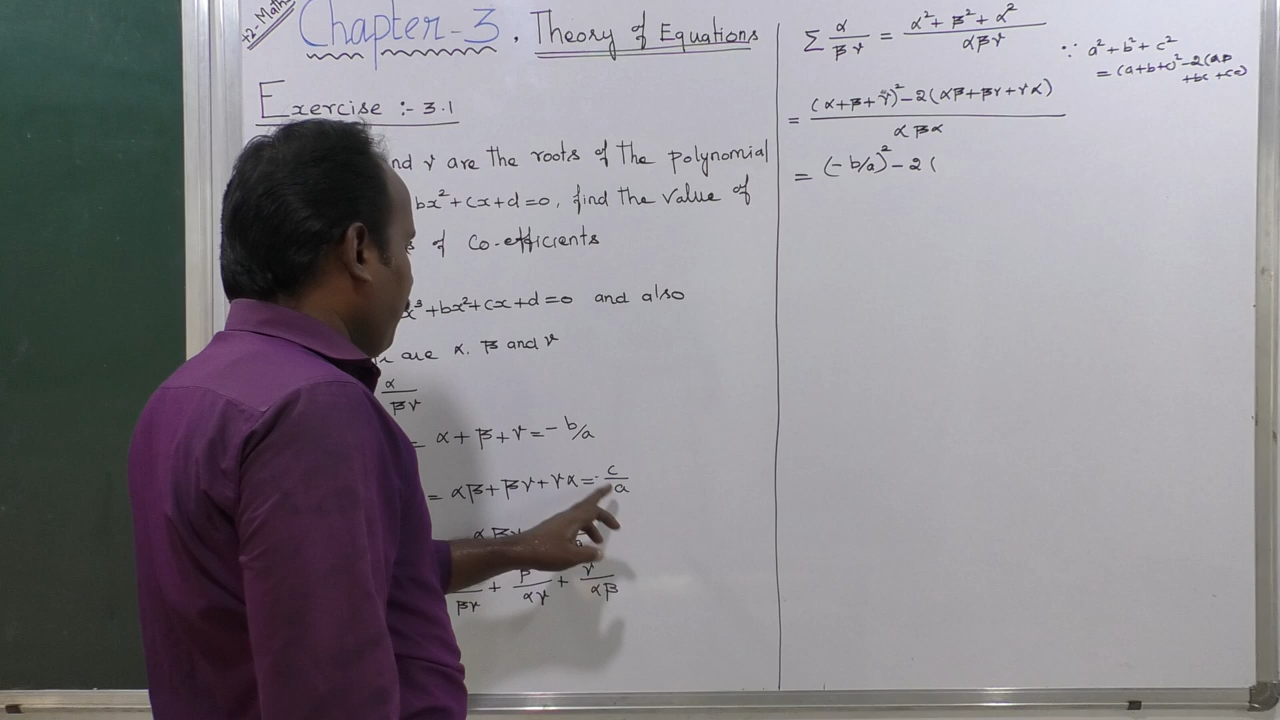 +2-Maths
Chapter-3, Theory of Equations
Exercise :- 3.1
nd γ are the roots of the polynomial
bx²+cx+d=0, find the value of
of co-efficients
x³+bx²+cx+d=0 and also
are α, β and γ
α/βγ
= α+β+γ=-b/a
= αβ+βγ+γα=c/a
αβγ
βγ + β/αγ + γ/αβ
Σ α/βγ = α²+β²+α²/αβγ
∵ a²+b²+c²
= (a+b+c)²-2(ab
+bc+ca)
= (α+β+γ)²-2(αβ+βγ+γα)/αβα
= (-b/a)²-2(